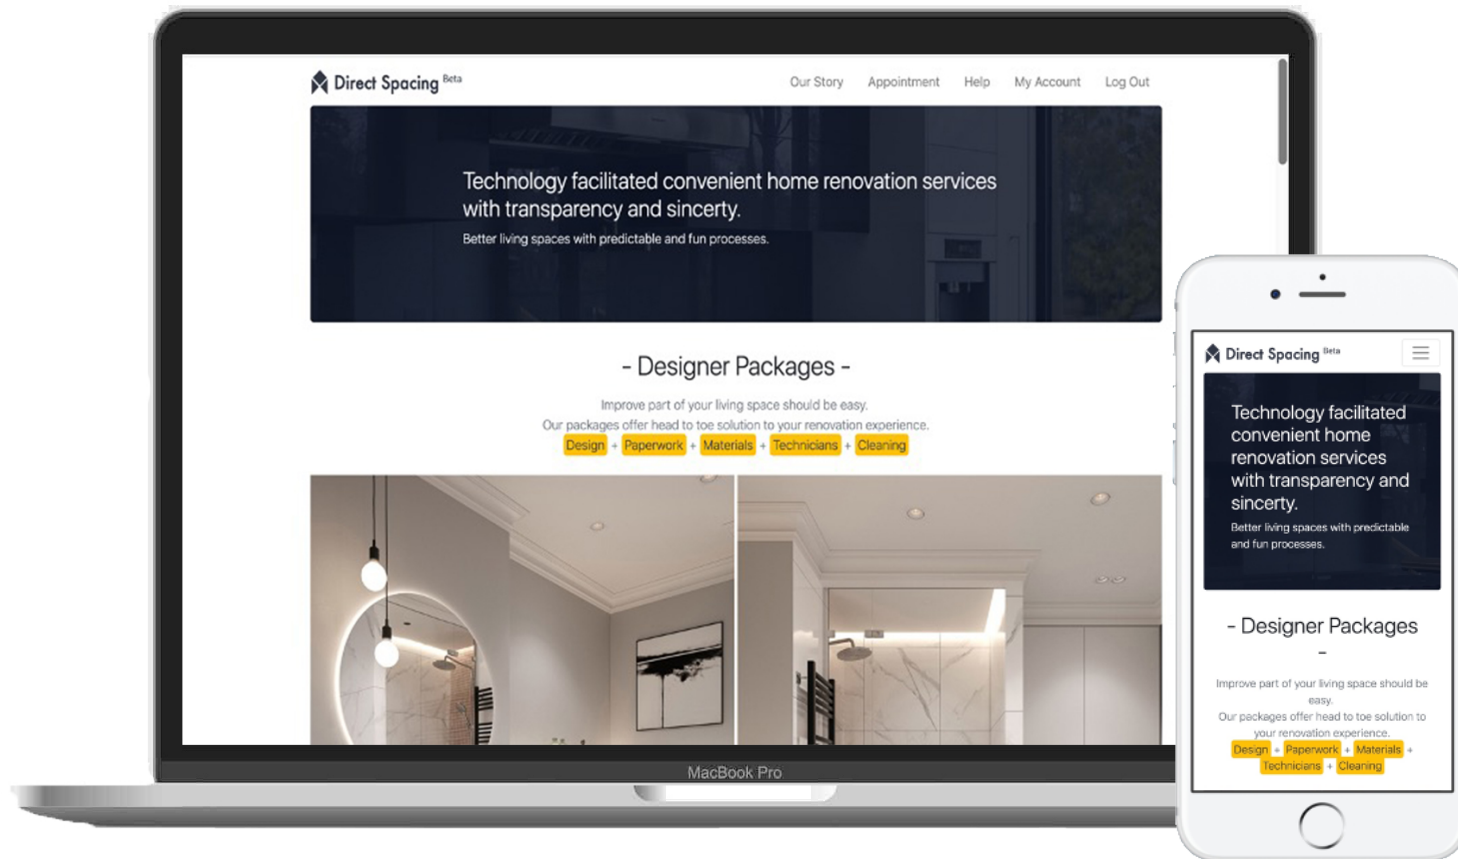 Direct Spacing Beta
Our Story Appointment Help My Account Log Out
Technology facilitated convenient home renovation services
with transparency and sincerty.
Better living spaces with predictable and fun processes.
- Designer Packages -
Improve part of your living space should be easy.
Our packages offer head to toe solution to your renovation experience.
Design + Paperwork + Materials + Technicians + Cleaning
MacBook Pro
Direct Spacing Beta
Technology facilitated
convenient home
renovation services
with transparency and
sincerty.
Better living spaces with predictable
and fun processes.
- Designer Packages
-
Improve part of your living space should be
easy.
Our packages offer head to toe solution to
your renovation experience.
Design + Paperwork + Materials +
Technicians + Cleaning